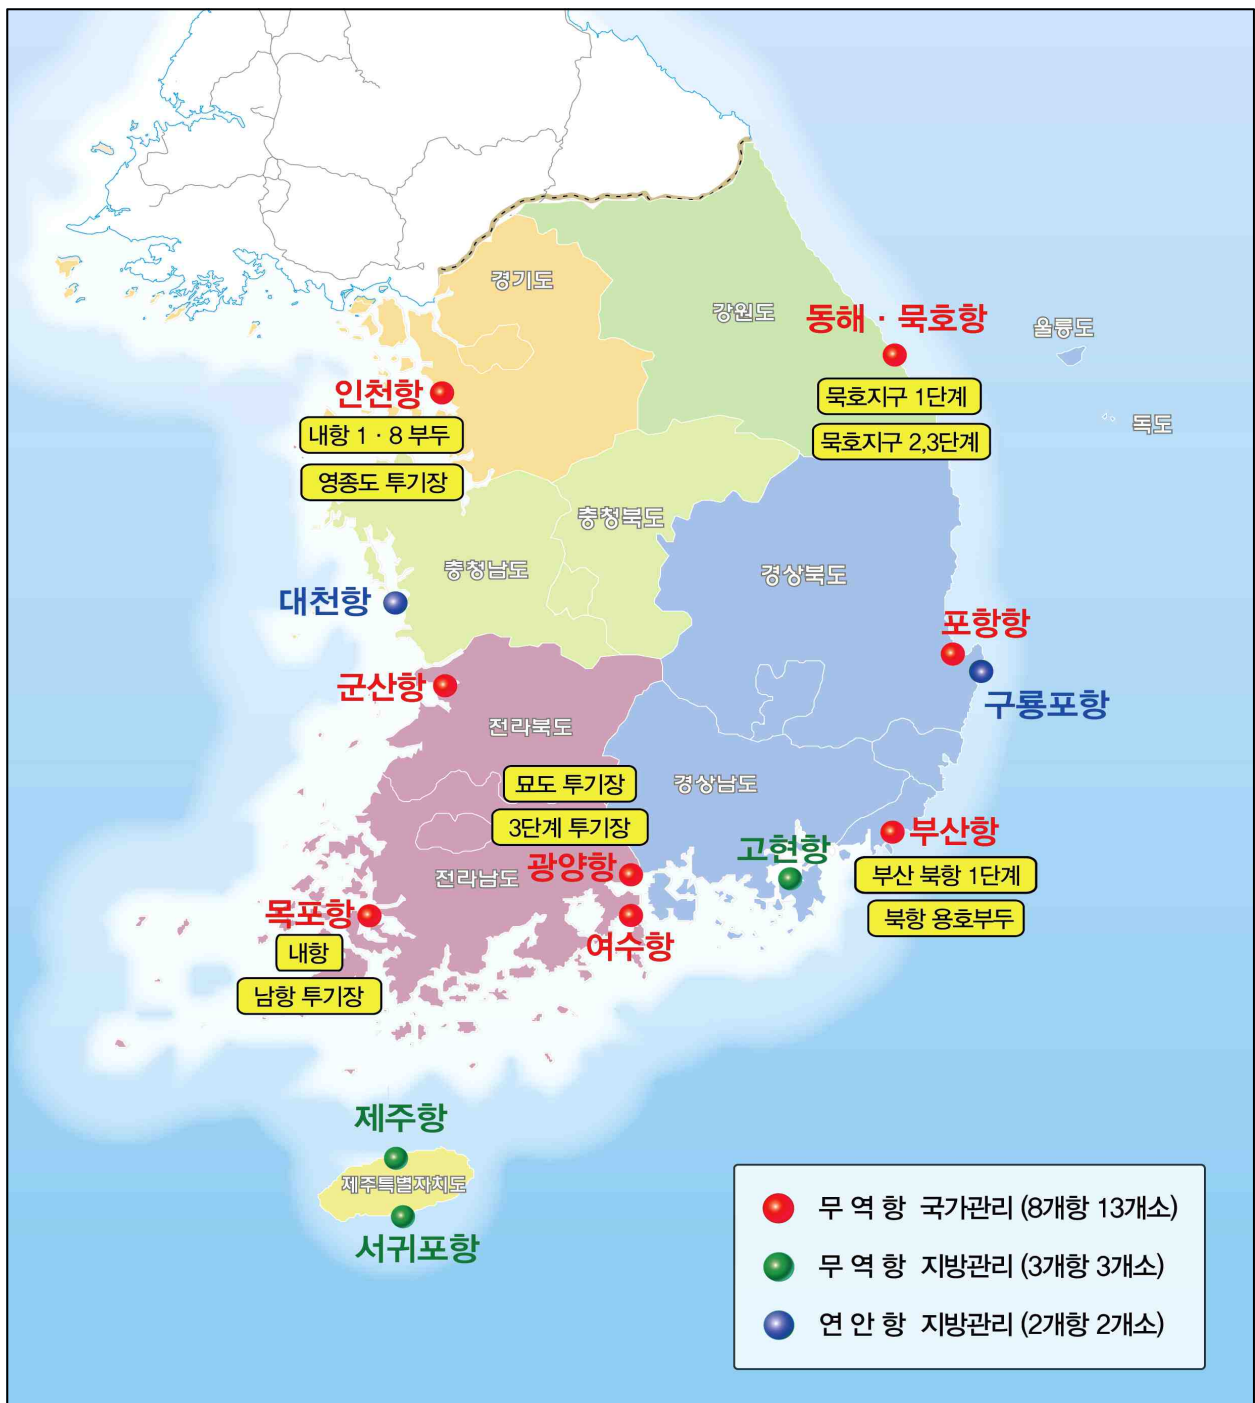 경기도
강원도
동해 · 묵호항
울릉도
묵호지구 1단계
묵호지구 2,3단계
독도
인천항
내항 1 · 8 부두
영종도 투기장
충청북도
충청남도
경상북도
대천항
포항항
구룡포항
군산항
전라북도
경상남도
묘도 투기장
3단계 투기장
광양항
전라남도
고현항
부산항
부산 북항 1단계
북항 용호부두
목포항
내항
남항 투기장
여수항
제주항
제주특별자치도
서귀포항
무 역 항 국가관리 (8개항 13개소)
무 역 항 지방관리 (3개항 3개소)
연 안 항 지방관리 (2개항 2개소)